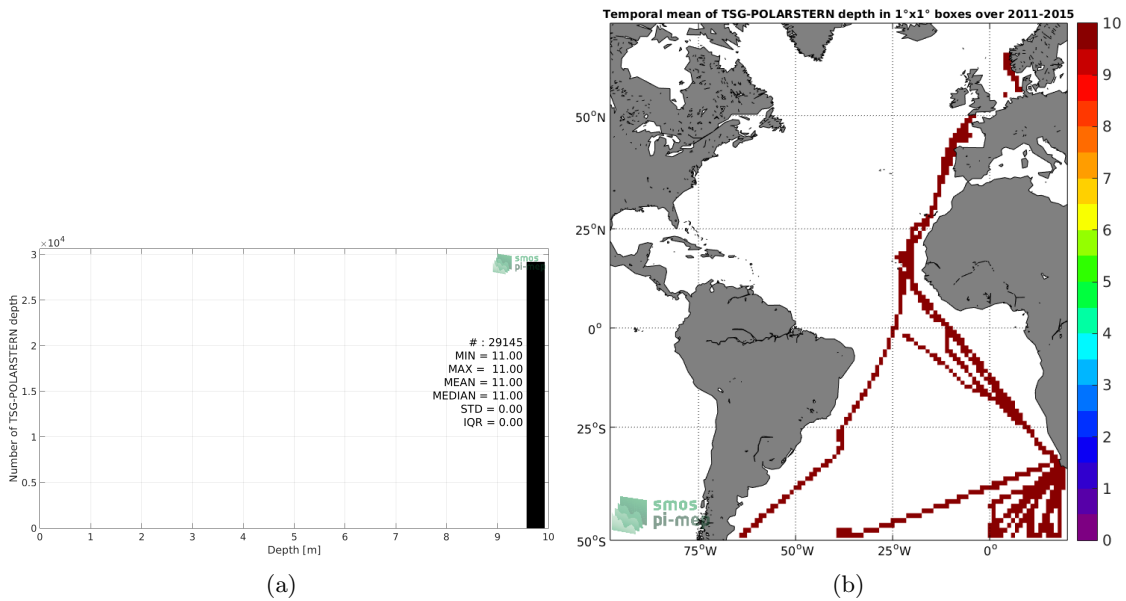 Temporal mean of TSG-POLARSTERN depth in 1°x1° boxes over 2011-2015
×10⁴
3
2.5
2
1.5
1
0.5
0
Number of TSG-POLARSTERN depth
smos
pi-mep
# : 29145
MIN = 11.00
MAX = 11.00
MEAN = 11.00
MEDIAN = 11.00
STD = 0.00
IQR = 0.00
0 1 2 3 4 5 6 7 8 9 10
Depth [m]
(a)
50°N
25°N
0°
25°S
50°S
75°W 50°W 25°W 0°
smos
pi-mep
10
9
8
7
6
5
4
3
2
1
0
(b)